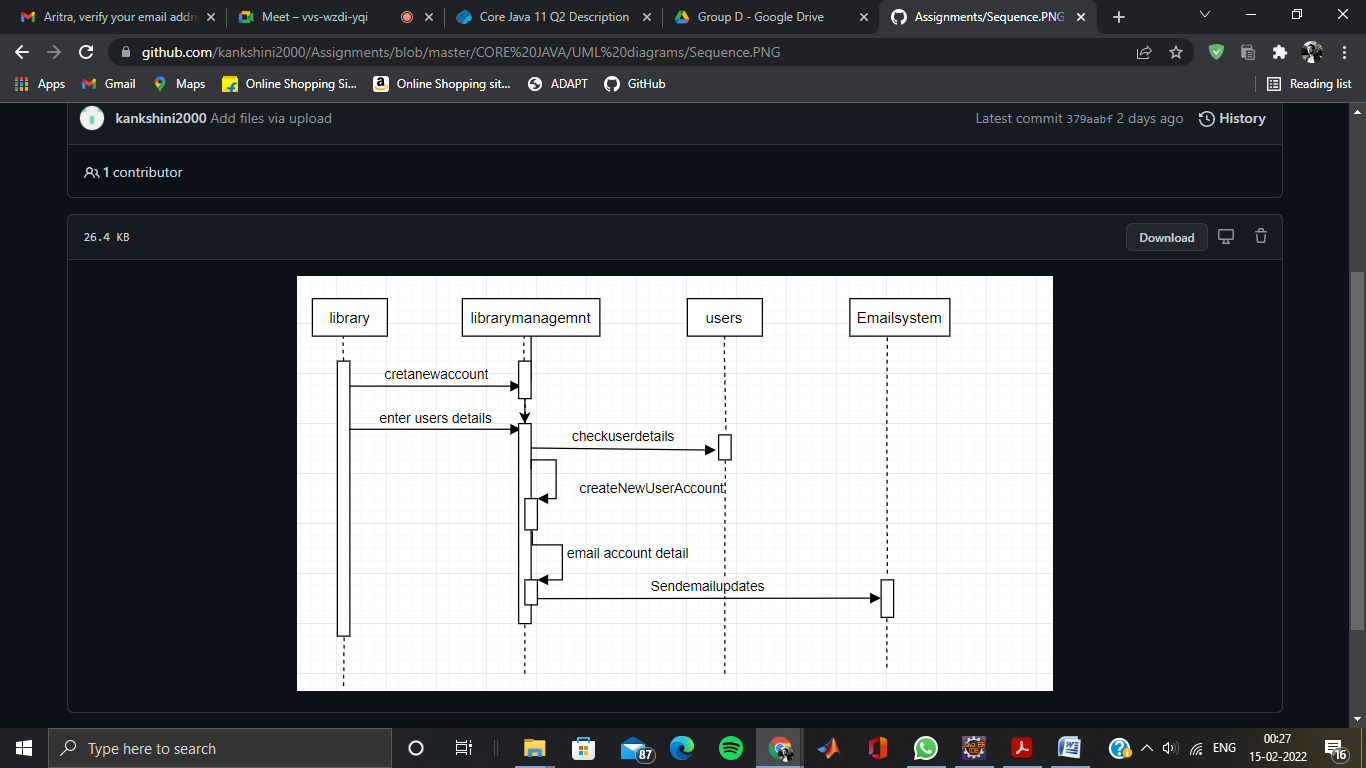 Aritra, verify your email addr
Meet – vvs-wzdi-yqi
Core Java 11 Q2 Description
Group D - Google Drive
Assignments/Sequence.PNG
github.com/kankshini2000/Assignments/blob/master/CORE%20JAVA/UML%20diagrams/Sequence.PNG
Apps
Gmail
Maps
Online Shopping Si...
Online Shopping sit...
ADAPT
GitHub
Reading list
kankshini2000 Add files via upload
Latest commit 379aabf 2 days ago
History
1 contributor
26.4 KB
Download
library
librarymanagemnt
users
Emailsystem
cretanewaccount
enter users details
checkuserdetails
createNewUserAccount
email account detail
Sendemailupdates
Type here to search
87
ENG
00:27
15-02-2022
16